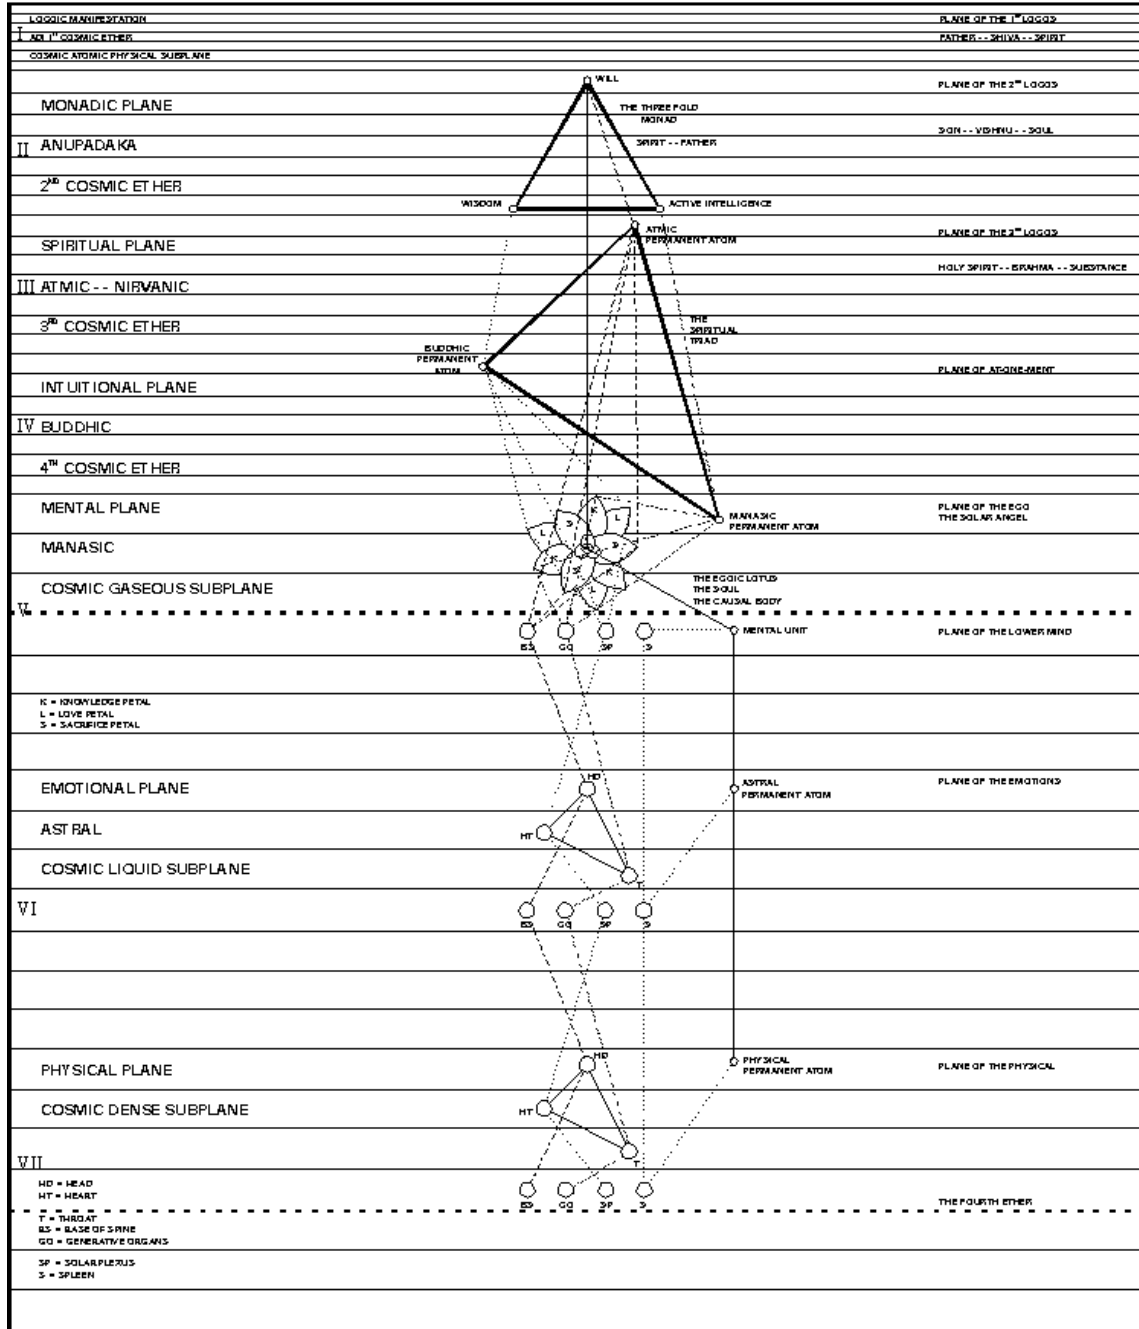 LOGOIC MANIFESTATION
PLANE OF THE 1ST LOGOS
I ADI 1ST COSMIC ETHER
FATHER - - SHIVA - - SPIRIT
COSMIC ATOMIC PHYSICAL SUBPLANE
WILL
PLANE OF THE 2ND LOGOS
MONADIC PLANE
THE THREE FOLD
MONAD
SON - - VISHNU - - SOUL
II ANUPADAKA
SPIRIT - - FATHER
2ND COSMIC ETHER
WISDOM
ACTIVE INTELLIGENCE
ATMIC
PERMANENT ATOM
PLANE OF THE 3RD LOGOS
SPIRITUAL PLANE
HOLY SPIRIT - - BRAHMA - - SUBSTANCE
III ATMIC - - NIRVANIC
3RD COSMIC ETHER
THE
SPIRITUAL
TRIAD
BUDDHIC
PERMANENT
ATOM
PLANE OF AT-ONE-MENT
INTUITIONAL PLANE
IV BUDDHIC
4TH COSMIC ETHER
MENTAL PLANE
MANASIC
PERMANENT ATOM
PLANE OF THE EGO
THE SOLAR ANGEL
K
L
S
L
S
K
S
K
L
MANASIC
COSMIC GASEOUS SUBPLANE
THE EGOIC LOTUS
THE SOUL
THE CAUSAL BODY
V
MENTAL UNIT
PLANE OF THE LOWER MIND
BS GO SP S
K = KNOWLEDGE PETAL
L = LOVE PETAL
S = SACRIFICE PETAL
HD
EMOTIONAL PLANE
ASTRAL
PERMANENT ATOM
PLANE OF THE EMOTIONS
ASTRAL
HT
COSMIC LIQUID SUBPLANE
T
VI
BS GO SP S
HD
PHYSICAL PLANE
PHYSICAL
PERMANENT ATOM
PLANE OF THE PHYSICAL
COSMIC DENSE SUBPLANE
HT
T
VII
HD = HEAD
HT = HEART
BS GO SP S
THE FOURTH ETHER
T = THROAT
BS = BASE OF SPINE
GO = GENERATIVE ORGANS
SP = SOLAR PLEXUS
S = SPLEEN